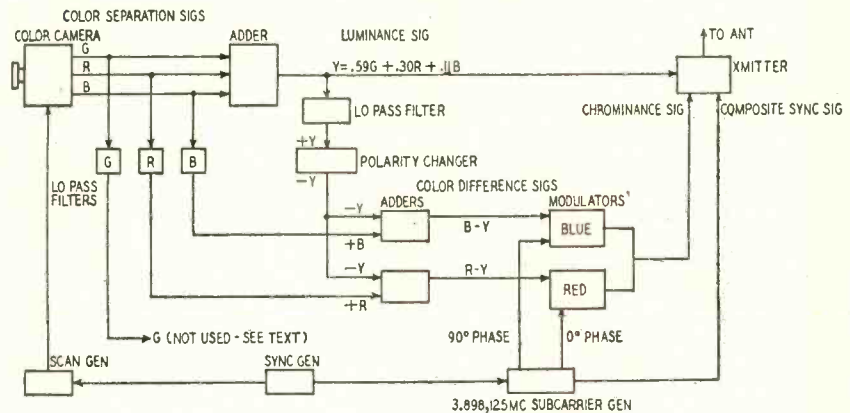 COLOR SEPARATION SIGS
COLOR CAMERA
G
R
B
ADDER
LUMINANCE SIG
Y=.59G +.30R +.11B
TO ANT
XMITTER
LO PASS FILTER
CHROMINANCE SIG
COMPOSITE SYNC SIG
+Y
POLARITY CHANGER
-Y
G
R
B
LO PASS
FILTERS
COLOR DIFFERENCE SIGS
ADDERS
MODULATORS
-Y
+B
B-Y
BLUE
-Y
+R
R-Y
RED
G (NOT USED - SEE TEXT)
90° PHASE
0° PHASE
SCAN GEN
SYNC GEN
3.898,125MC SUBCARRIER GEN